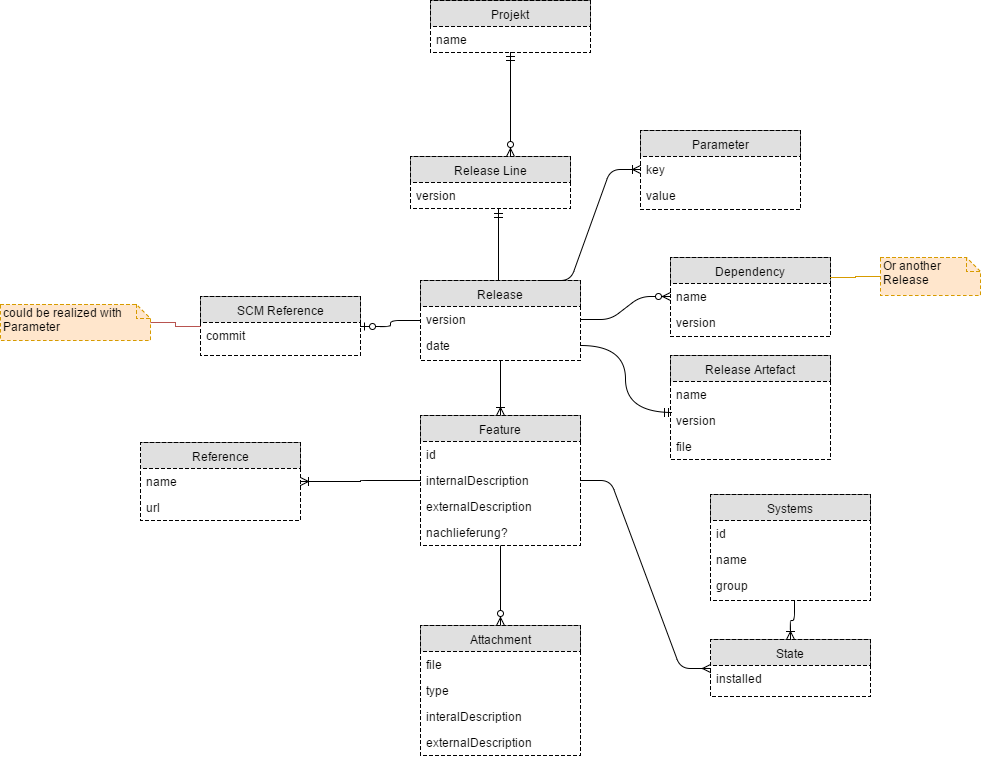 Projekt
name
Release Line
version
Parameter
key
value
Release
version
date
Dependency
name
version
Or another
Release
SCM Reference
commit
could be realized with
Parameter
Release Artefact
name
version
file
Feature
id
internalDescription
externalDescription
nachlieferung?
Reference
name
url
Systems
id
name
group
State
installed
Attachment
file
type
interalDescription
externalDescription